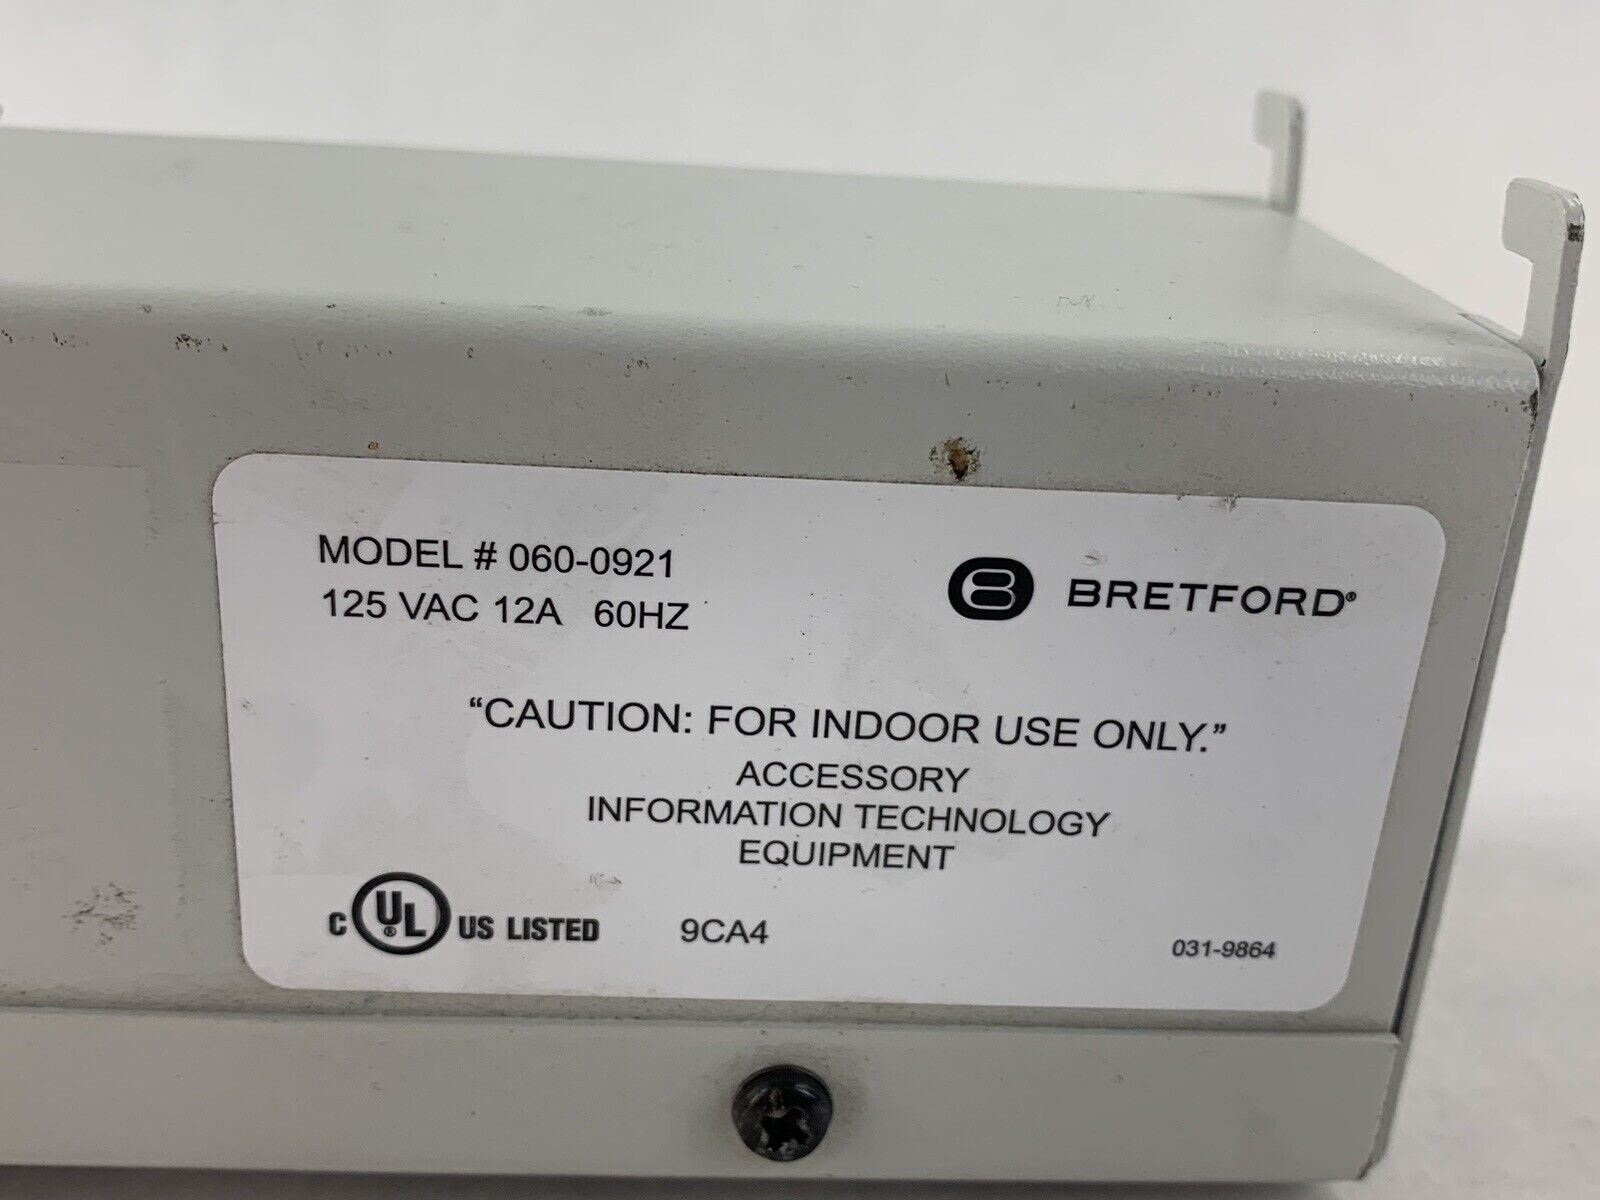 MODEL # 060-0921
125 VAC 12A 60HZ
BRETFORD®
"CAUTION: FOR INDOOR USE ONLY."
ACCESSORY
INFORMATION TECHNOLOGY
EQUIPMENT
C UL® US LISTED 9CA4
031-9864